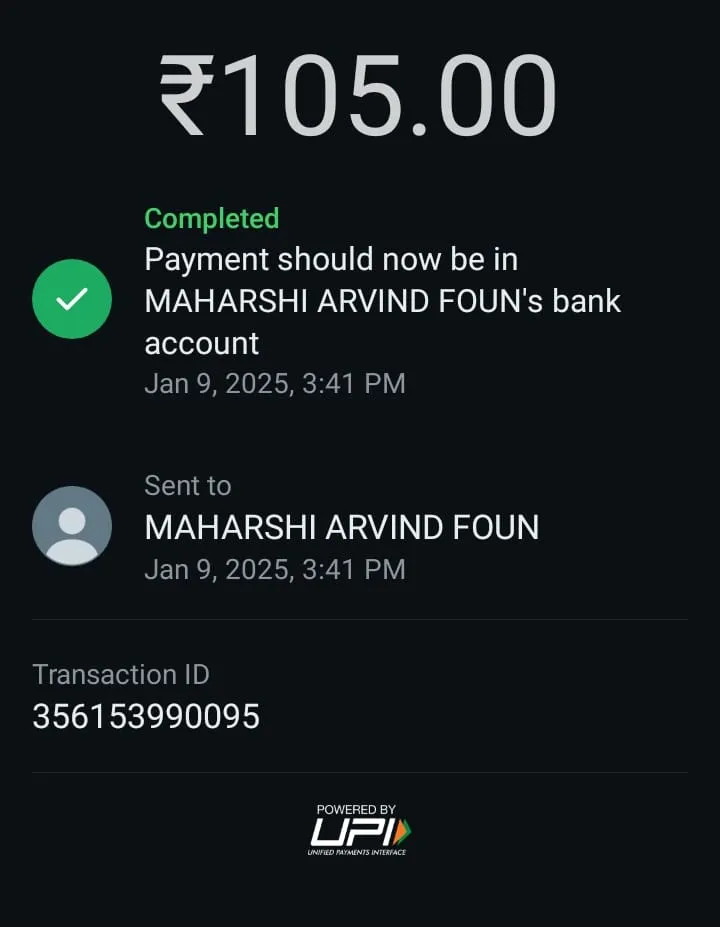 ₹105.00
Completed
Payment should now be in
MAHARSHI ARVIND FOUN's bank
account
Jan 9, 2025, 3:41 PM
Sent to
MAHARSHI ARVIND FOUN
Jan 9, 2025, 3:41 PM
Transaction ID
356153990095
POWERED BY
UPI
UNIFIED PAYMENTS INTERFACE